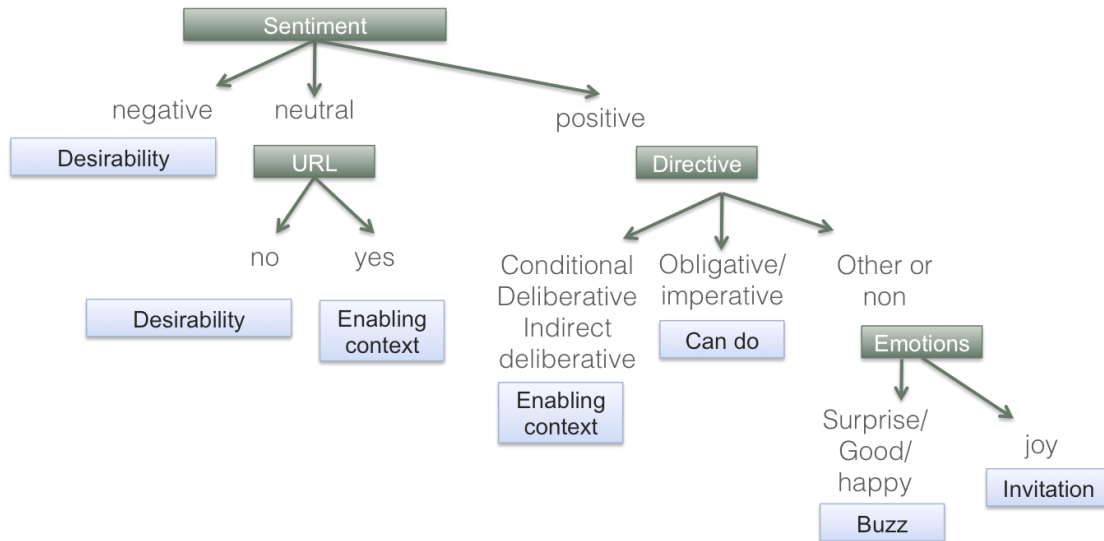 Sentiment
negative
neutral
positive
Desirability
URL
Directive
no
yes
Desirability
Enabling
context
Conditional
Deliberative
Indirect
deliberative
Enabling
context
Obligative/
imperative
Can do
Other or
non
Emotions
Surprise/
Good/
happy
Buzz
joy
Invitation